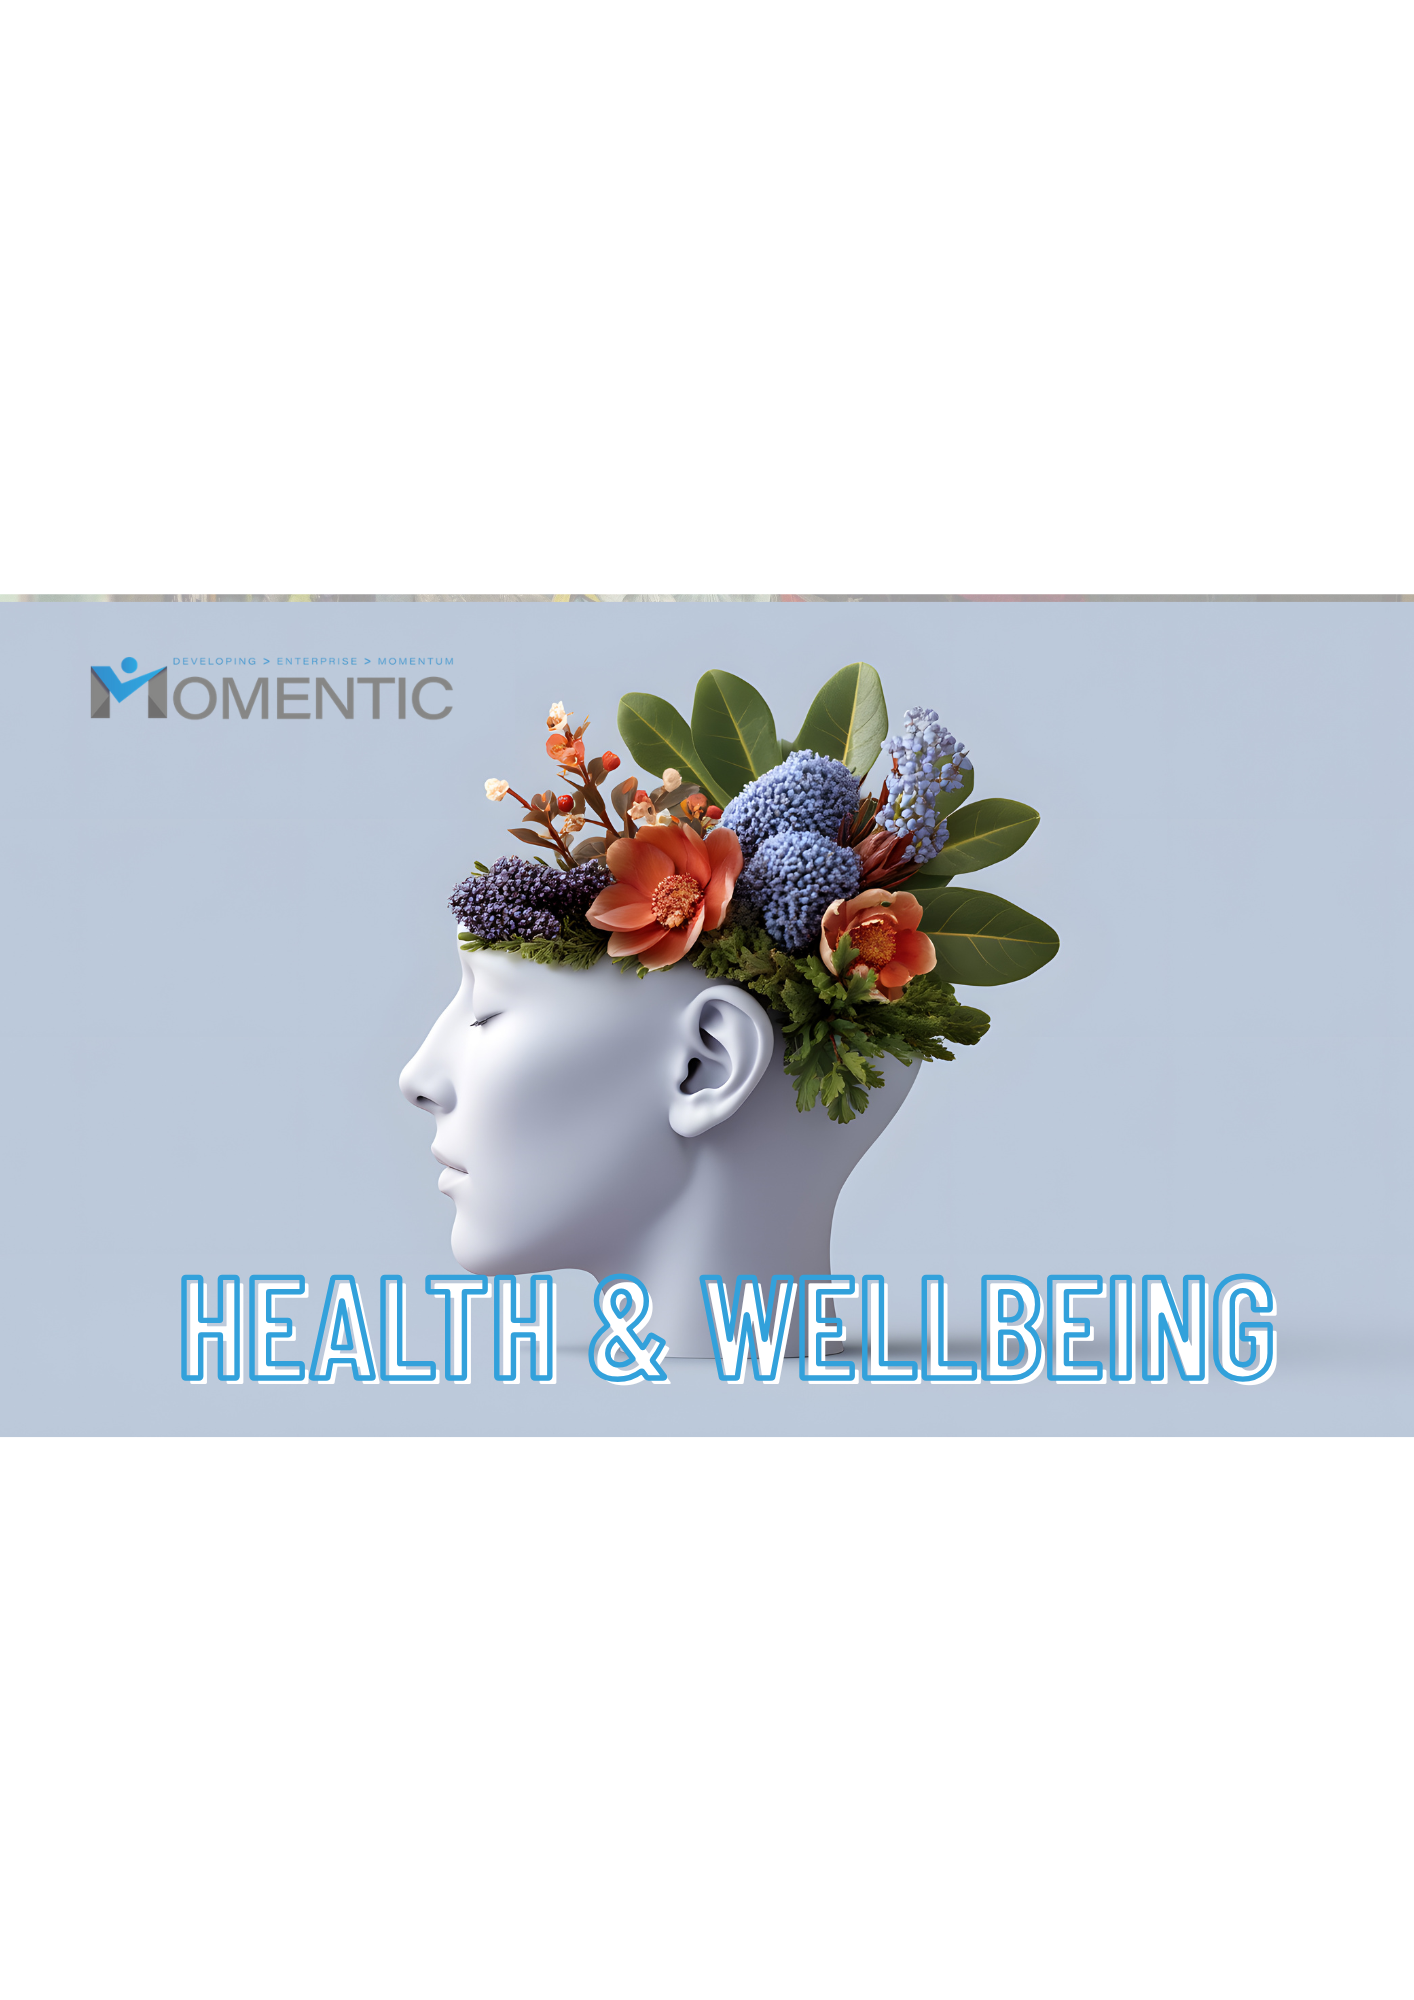 DEVELOPING > ENTERPRISE > MOMENTUM
MOMENTIC
HEALTH & WELLBEING